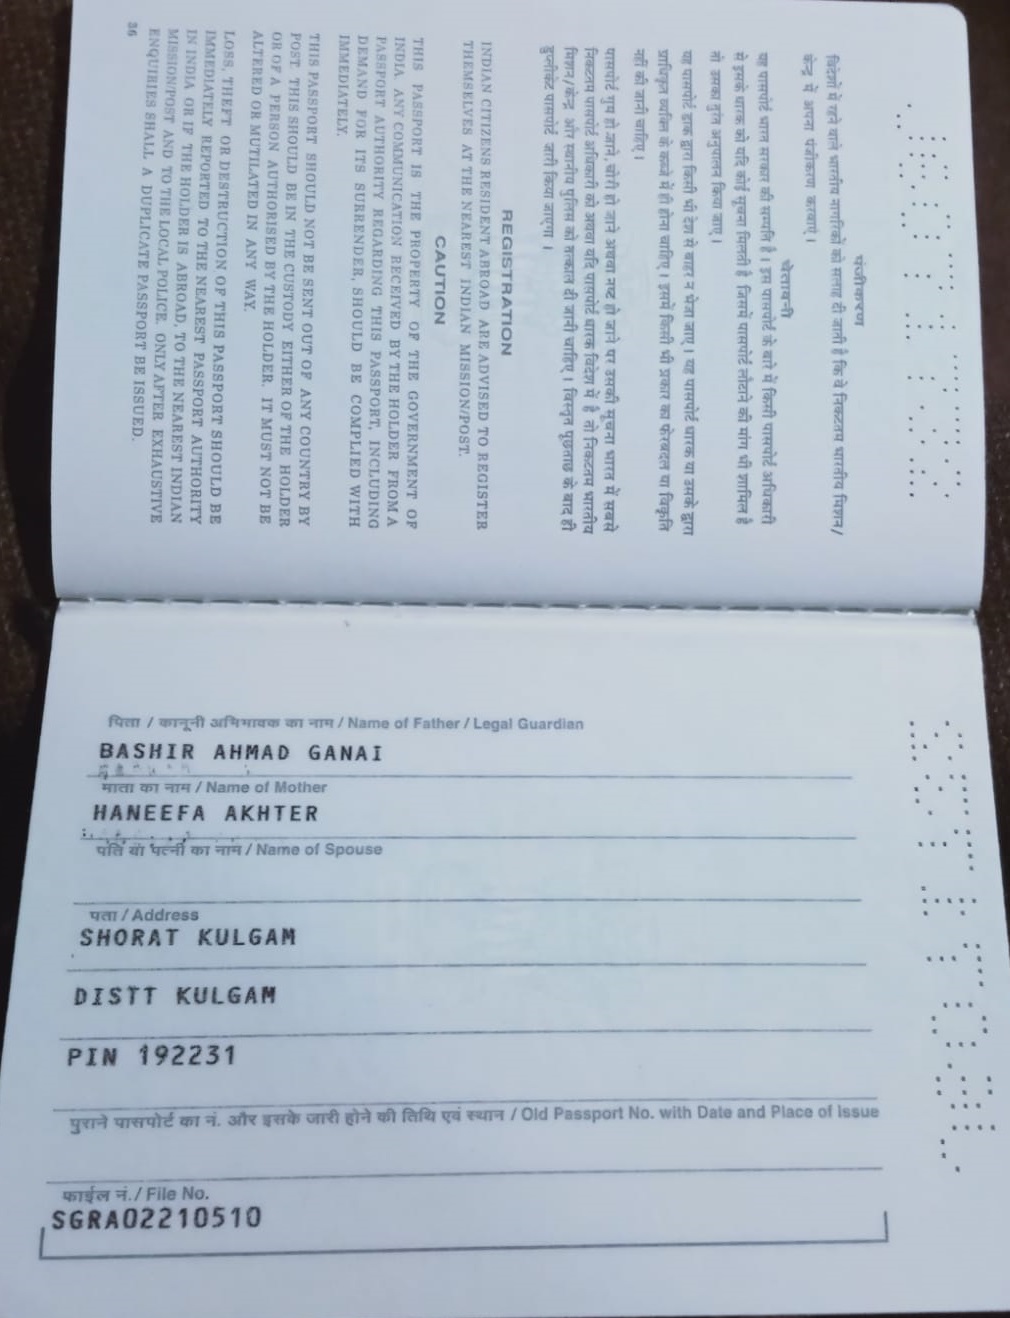 पंजीकरण
विदेशों में रहने वाले भारतीय नागरिकों को सलाह दी जाती है कि वे निकटतम भारतीय मिशन/
केन्द्र में अपना पंजीकरण करवाएं ।
चेतावनी
यह पासपोर्ट भारत सरकार की सम्पत्ति है । इस पासपोर्ट के बारे में किसी पासपोर्ट अधिकारी
से इसके धारक को यदि कोई सूचना मिलती है जिसमें पासपोर्ट लौटाने की मांग भी शामिल है
तो उसका तुरंत अनुपालन किया जाए ।
यह पासपोर्ट डाक द्वारा किसी भी देश से बाहर न भेजा जाए । यह पासपोर्ट धारक या उसके द्वारा
प्राधिकृत व्यक्ति के कब्जे में ही होना चाहिए । इसमें किसी भी प्रकार का फेरबदल या विकृति
नहीं की जानी चाहिए ।
पासपोर्ट गुम हो जाने, चोरी हो जाने अथवा नष्ट हो जाने पर उसकी सूचना भारत में सबसे
निकटतम पासपोर्ट अधिकारी को अथवा यदि पासपोर्ट धारक विदेश में है तो निकटतम भारतीय
मिशन/केन्द्र और स्थानीय पुलिस को तत्काल दी जानी चाहिए । विस्तृत पूछताछ के बाद ही
डुप्लीकेट पासपोर्ट जारी किया जाएगा ।
REGISTRATION
INDIAN CITIZENS RESIDENT ABROAD ARE ADVISED TO REGISTER
THEMSELVES AT THE NEAREST INDIAN MISSION/POST.
CAUTION
THIS PASSPORT IS THE PROPERTY OF THE GOVERNMENT OF
INDIA ANY COMMUNICATION RECEIVED BY THE HOLDER FROM A
PASSPORT AUTHORITY REGARDING THIS PASSPORT, INCLUDING
DEMAND FOR ITS SURRENDER, SHOULD BE COMPLIED WITH
IMMEDIATELY.
THIS PASSPORT SHOULD NOT BE SENT OUT OF ANY COUNTRY BY
POST. THIS SHOULD BE IN THE CUSTODY EITHER OF THE HOLDER
OR OF A PERSON AUTHORISED BY THE HOLDER. IT MUST NOT BE
ALTERED OR MUTILATED IN ANY WAY.
LOSS, THEFT OR DESTRUCTION OF THIS PASSPORT SHOULD BE
IMMEDIATELY REPORTED TO THE NEAREST PASSPORT AUTHORITY
IN INDIA OR IF THE HOLDER IS ABROAD, TO THE NEAREST INDIAN
MISSION/POST AND TO THE LOCAL POLICE. ONLY AFTER EXHAUSTIVE
ENQUIRIES SHALL A DUPLICATE PASSPORT BE ISSUED.
36
पिता / कानूनी अभिभावक का नाम / Name of Father / Legal Guardian
BASHIR AHMAD GANAI
माता का नाम / Name of Mother
HANEEFA AKHTER
पति या पत्नी का नाम / Name of Spouse
पता / Address
SHORAT KULGAM
DISTT KULGAM
PIN 192231
पुराने पासपोर्ट का नं. और इसके जारी होने की तिथि एवं स्थान / Old Passport No. with Date and Place of Issue
फाईल नं. / File No.
SGRA02210510